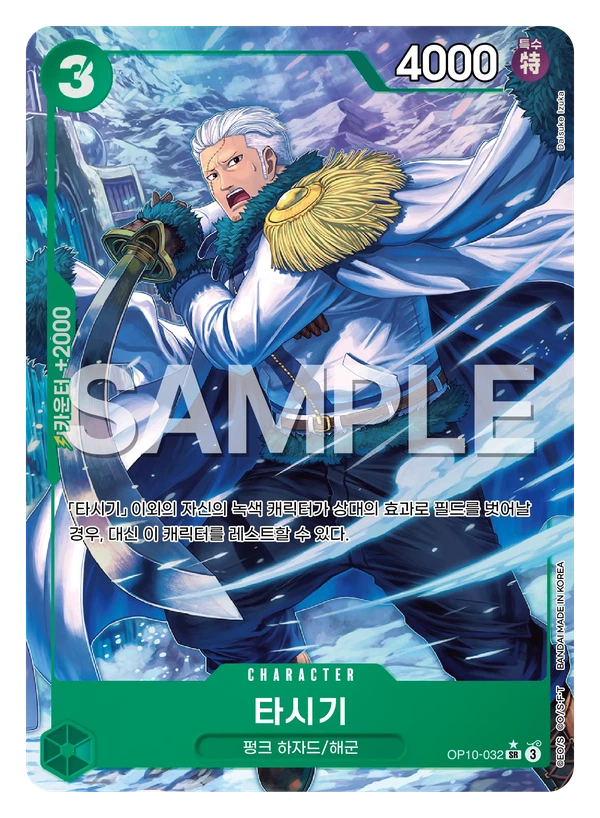 3
4000
특수
特
Daisuke Izuka
카운터 +2000
SAMPLE
「타시기」 이외의 자신의 녹색 캐릭터가 상대의 효과로 필드를 벗어날
경우, 대신 이 캐릭터를 레스트할 수 있다.
CHARACTER
타시기
펑크 하자드/해군
OP10-032 SR 3
©EO/S ©O/S·F·T BANDAI MADE IN KOREA